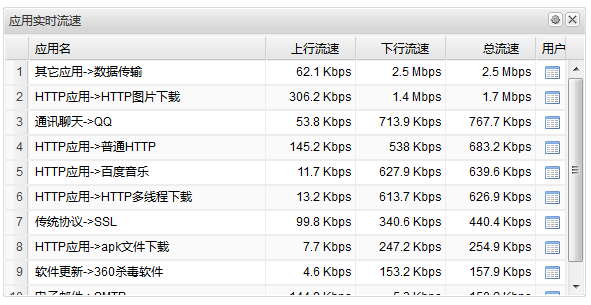 应用实时流速
应用名 上行流速 下行流速 总流速 用户
1 其它应用->数据传输 62.1 Kbps 2.5 Mbps 2.5 Mbps
2 HTTP应用->HTTP图片下载 306.2 Kbps 1.4 Mbps 1.7 Mbps
3 通讯聊天->QQ 53.8 Kbps 713.9 Kbps 767.7 Kbps
4 HTTP应用->普通HTTP 145.2 Kbps 538 Kbps 683.2 Kbps
5 HTTP应用->百度音乐 11.7 Kbps 627.9 Kbps 639.6 Kbps
6 HTTP应用->HTTP多线程下载 13.2 Kbps 613.7 Kbps 626.9 Kbps
7 传统协议->SSL 99.8 Kbps 340.6 Kbps 440.4 Kbps
8 HTTP应用->apk文件下载 7.7 Kbps 247.2 Kbps 254.9 Kbps
9 软件更新->360杀毒软件 4.6 Kbps 153.2 Kbps 157.9 Kbps
10 电子邮件->SMTP Kbps Kbps Kbps